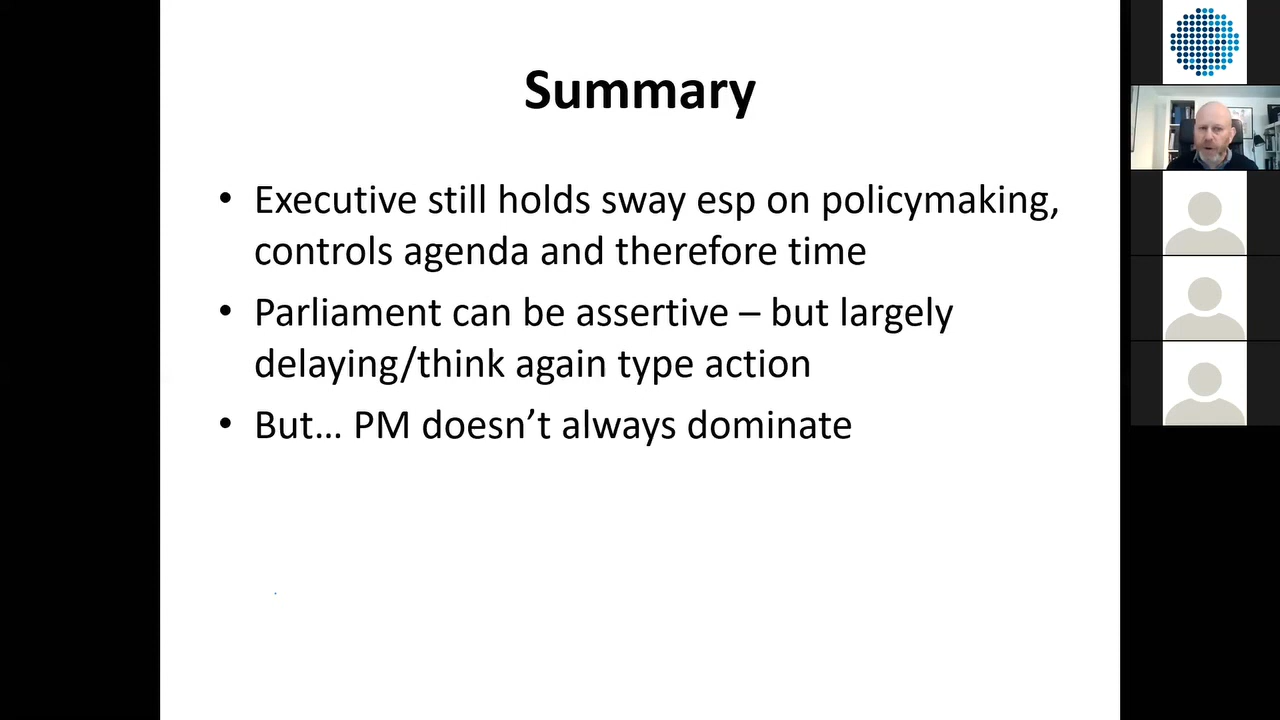 Summary
• Executive still holds sway esp on policymaking,
controls agenda and therefore time
• Parliament can be assertive – but largely
delaying/think again type action
• But… PM doesn’t always dominate